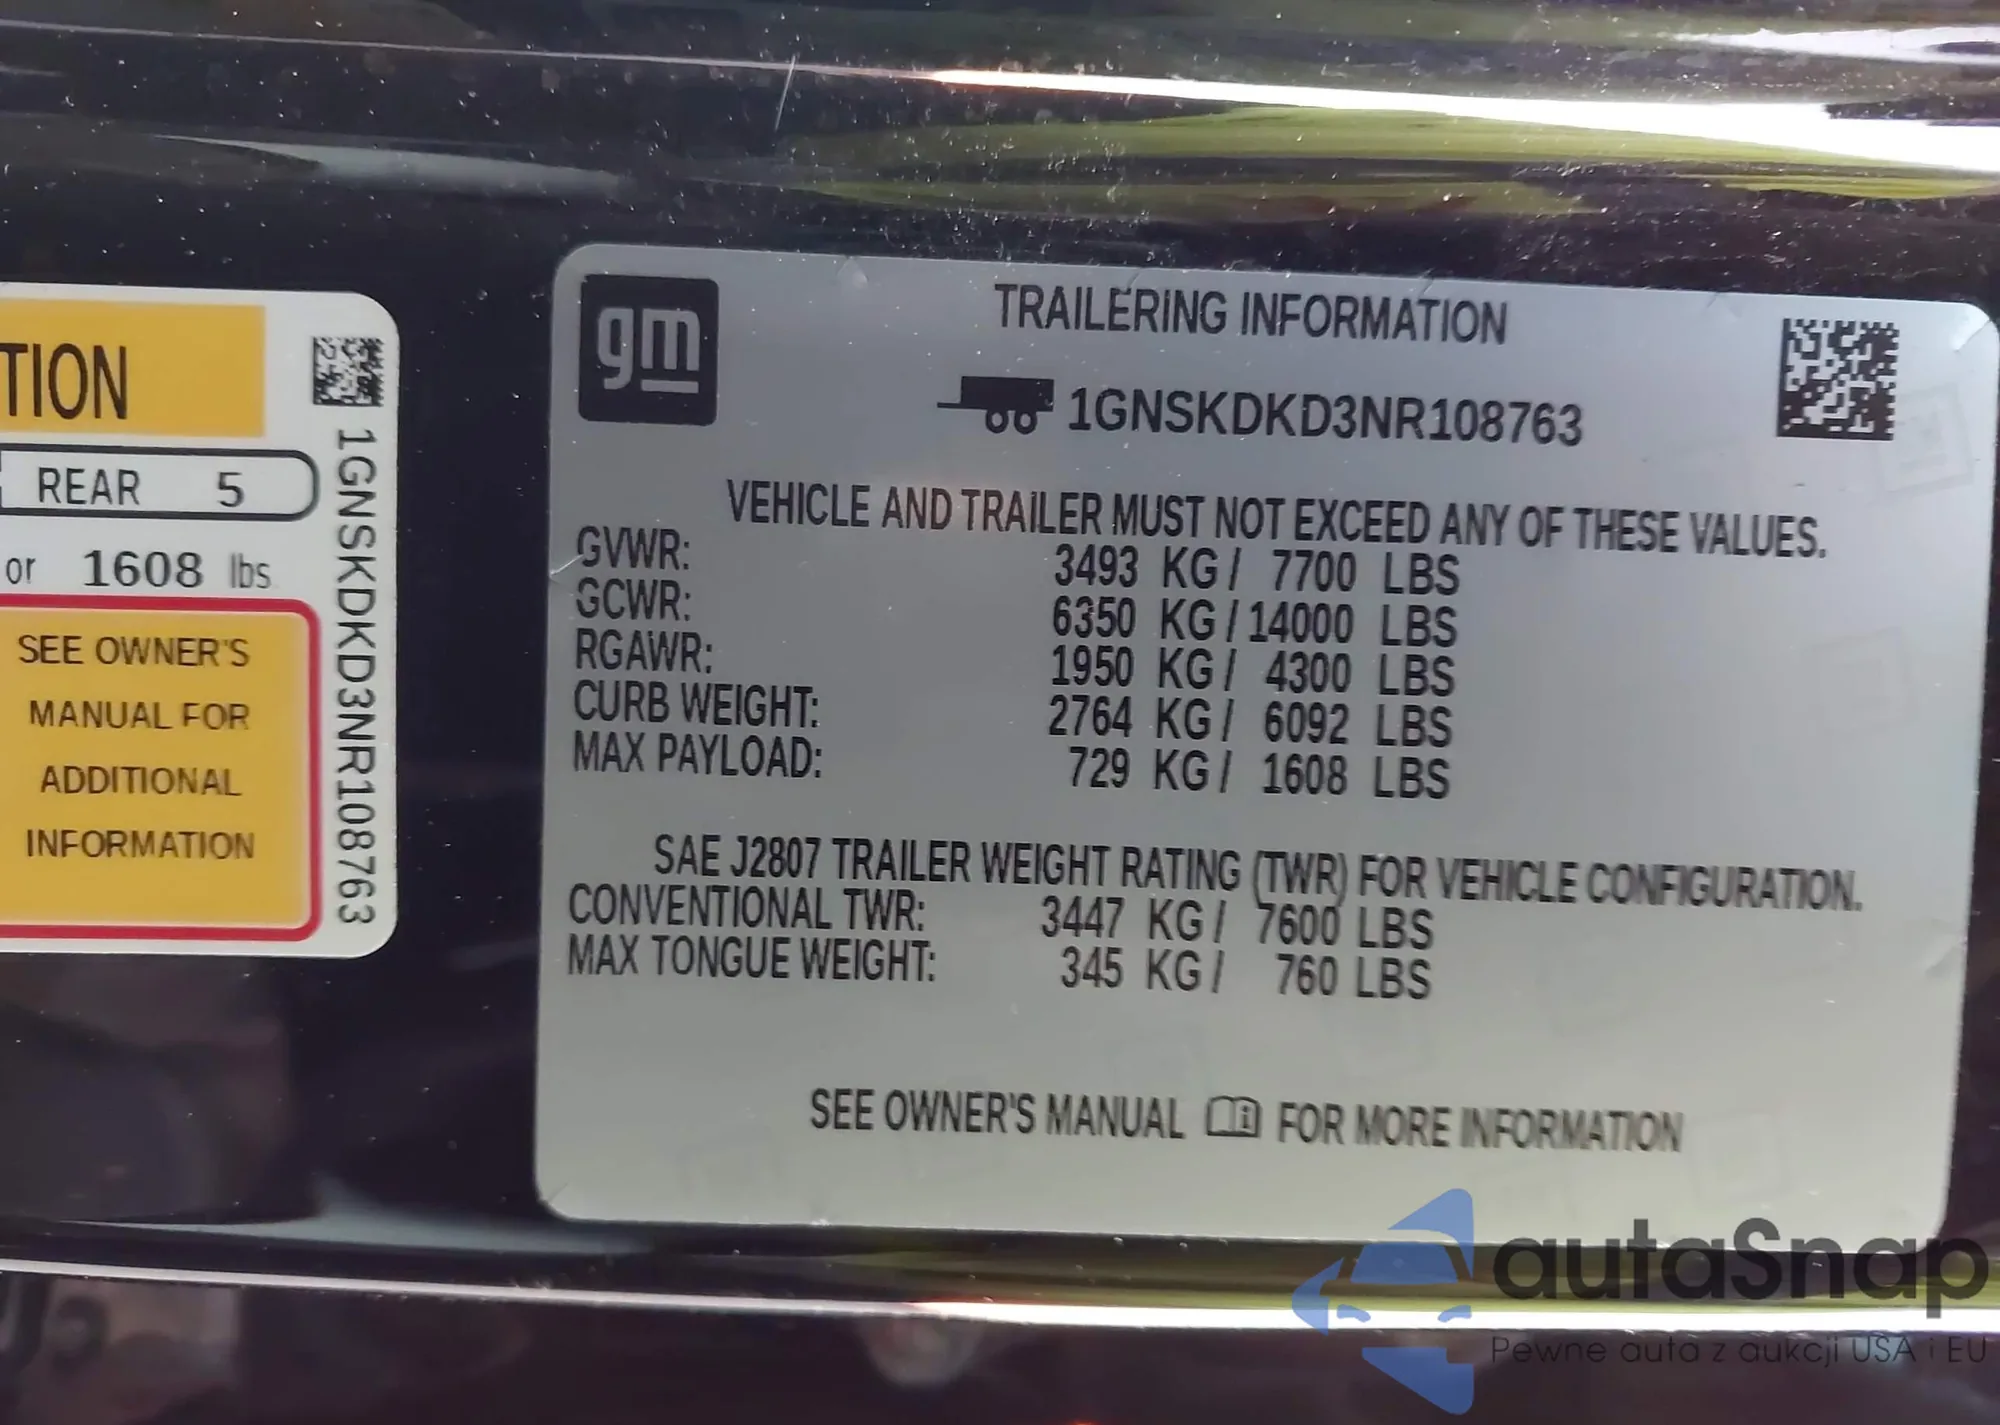 TION
REAR 5
or 1608 lbs
SEE OWNER'S
MANUAL FOR
ADDITIONAL
INFORMATION
1GNSKDKD3NR108763
gm
TRAILERING INFORMATION
1GNSKDKD3NR108763
VEHICLE AND TRAILER MUST NOT EXCEED ANY OF THESE VALUES.
GVWR: 3493 KG / 7700 LBS
GCWR: 6350 KG / 14000 LBS
RGAWR: 1950 KG / 4300 LBS
CURB WEIGHT: 2764 KG / 6092 LBS
MAX PAYLOAD: 729 KG / 1608 LBS
SAE J2807 TRAILER WEIGHT RATING (TWR) FOR VEHICLE CONFIGURATION.
CONVENTIONAL TWR: 3447 KG / 7600 LBS
MAX TONGUE WEIGHT: 345 KG / 760 LBS
SEE OWNER'S MANUAL FOR MORE INFORMATION
autaSnap
Pewne auta z aukcji USA i EU